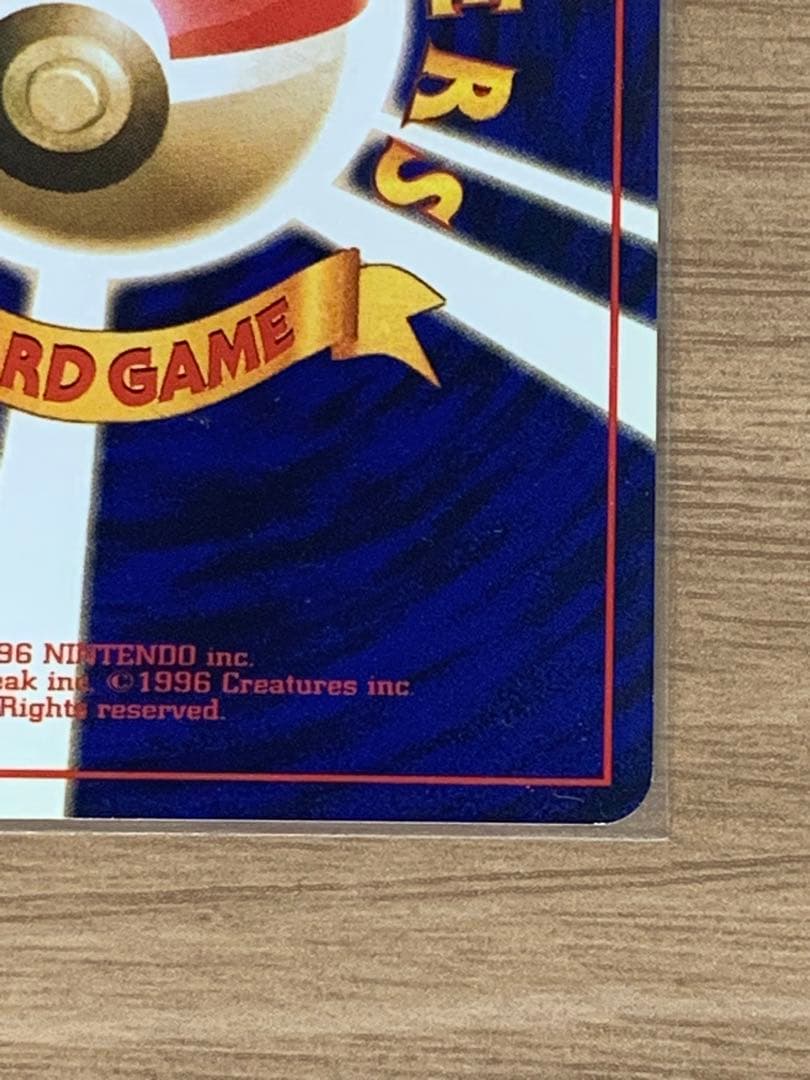 ERS
RD GAME
96 NINTENDO inc.
eak inc. ©1996 Creatures inc.
Rights reserved.